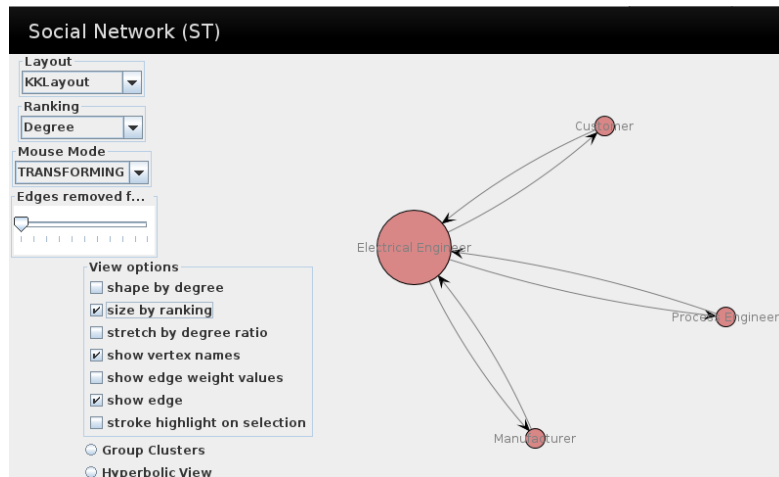 Social Network (ST)
Layout
KKLayout
Ranking
Degree
Mouse Mode
TRANSFORMING
Edges removed f...
View options
shape by degree
size by ranking
stretch by degree ratio
show vertex names
show edge weight values
show edge
stroke highlight on selection
Group Clusters
Hyperbolic View
Customer
Electrical Engineer
Process Engineer
Manufacturer